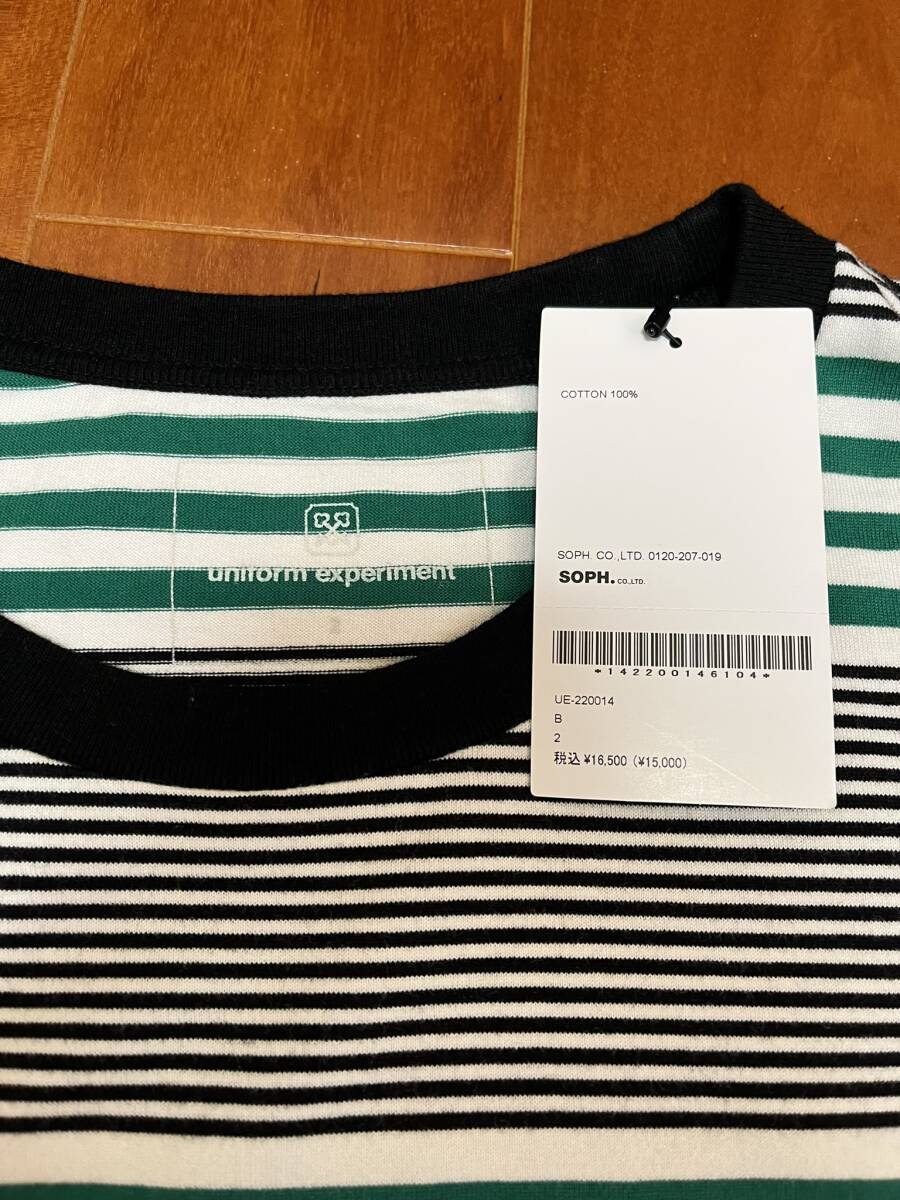 uniform experiment
2
COTTON 100%
SOPH. CO.,LTD. 0120-207-019
SOPH. CO.,LTD.
*142200146104*
UE-220014
B
2
税込 ¥16,500 (¥15,000)